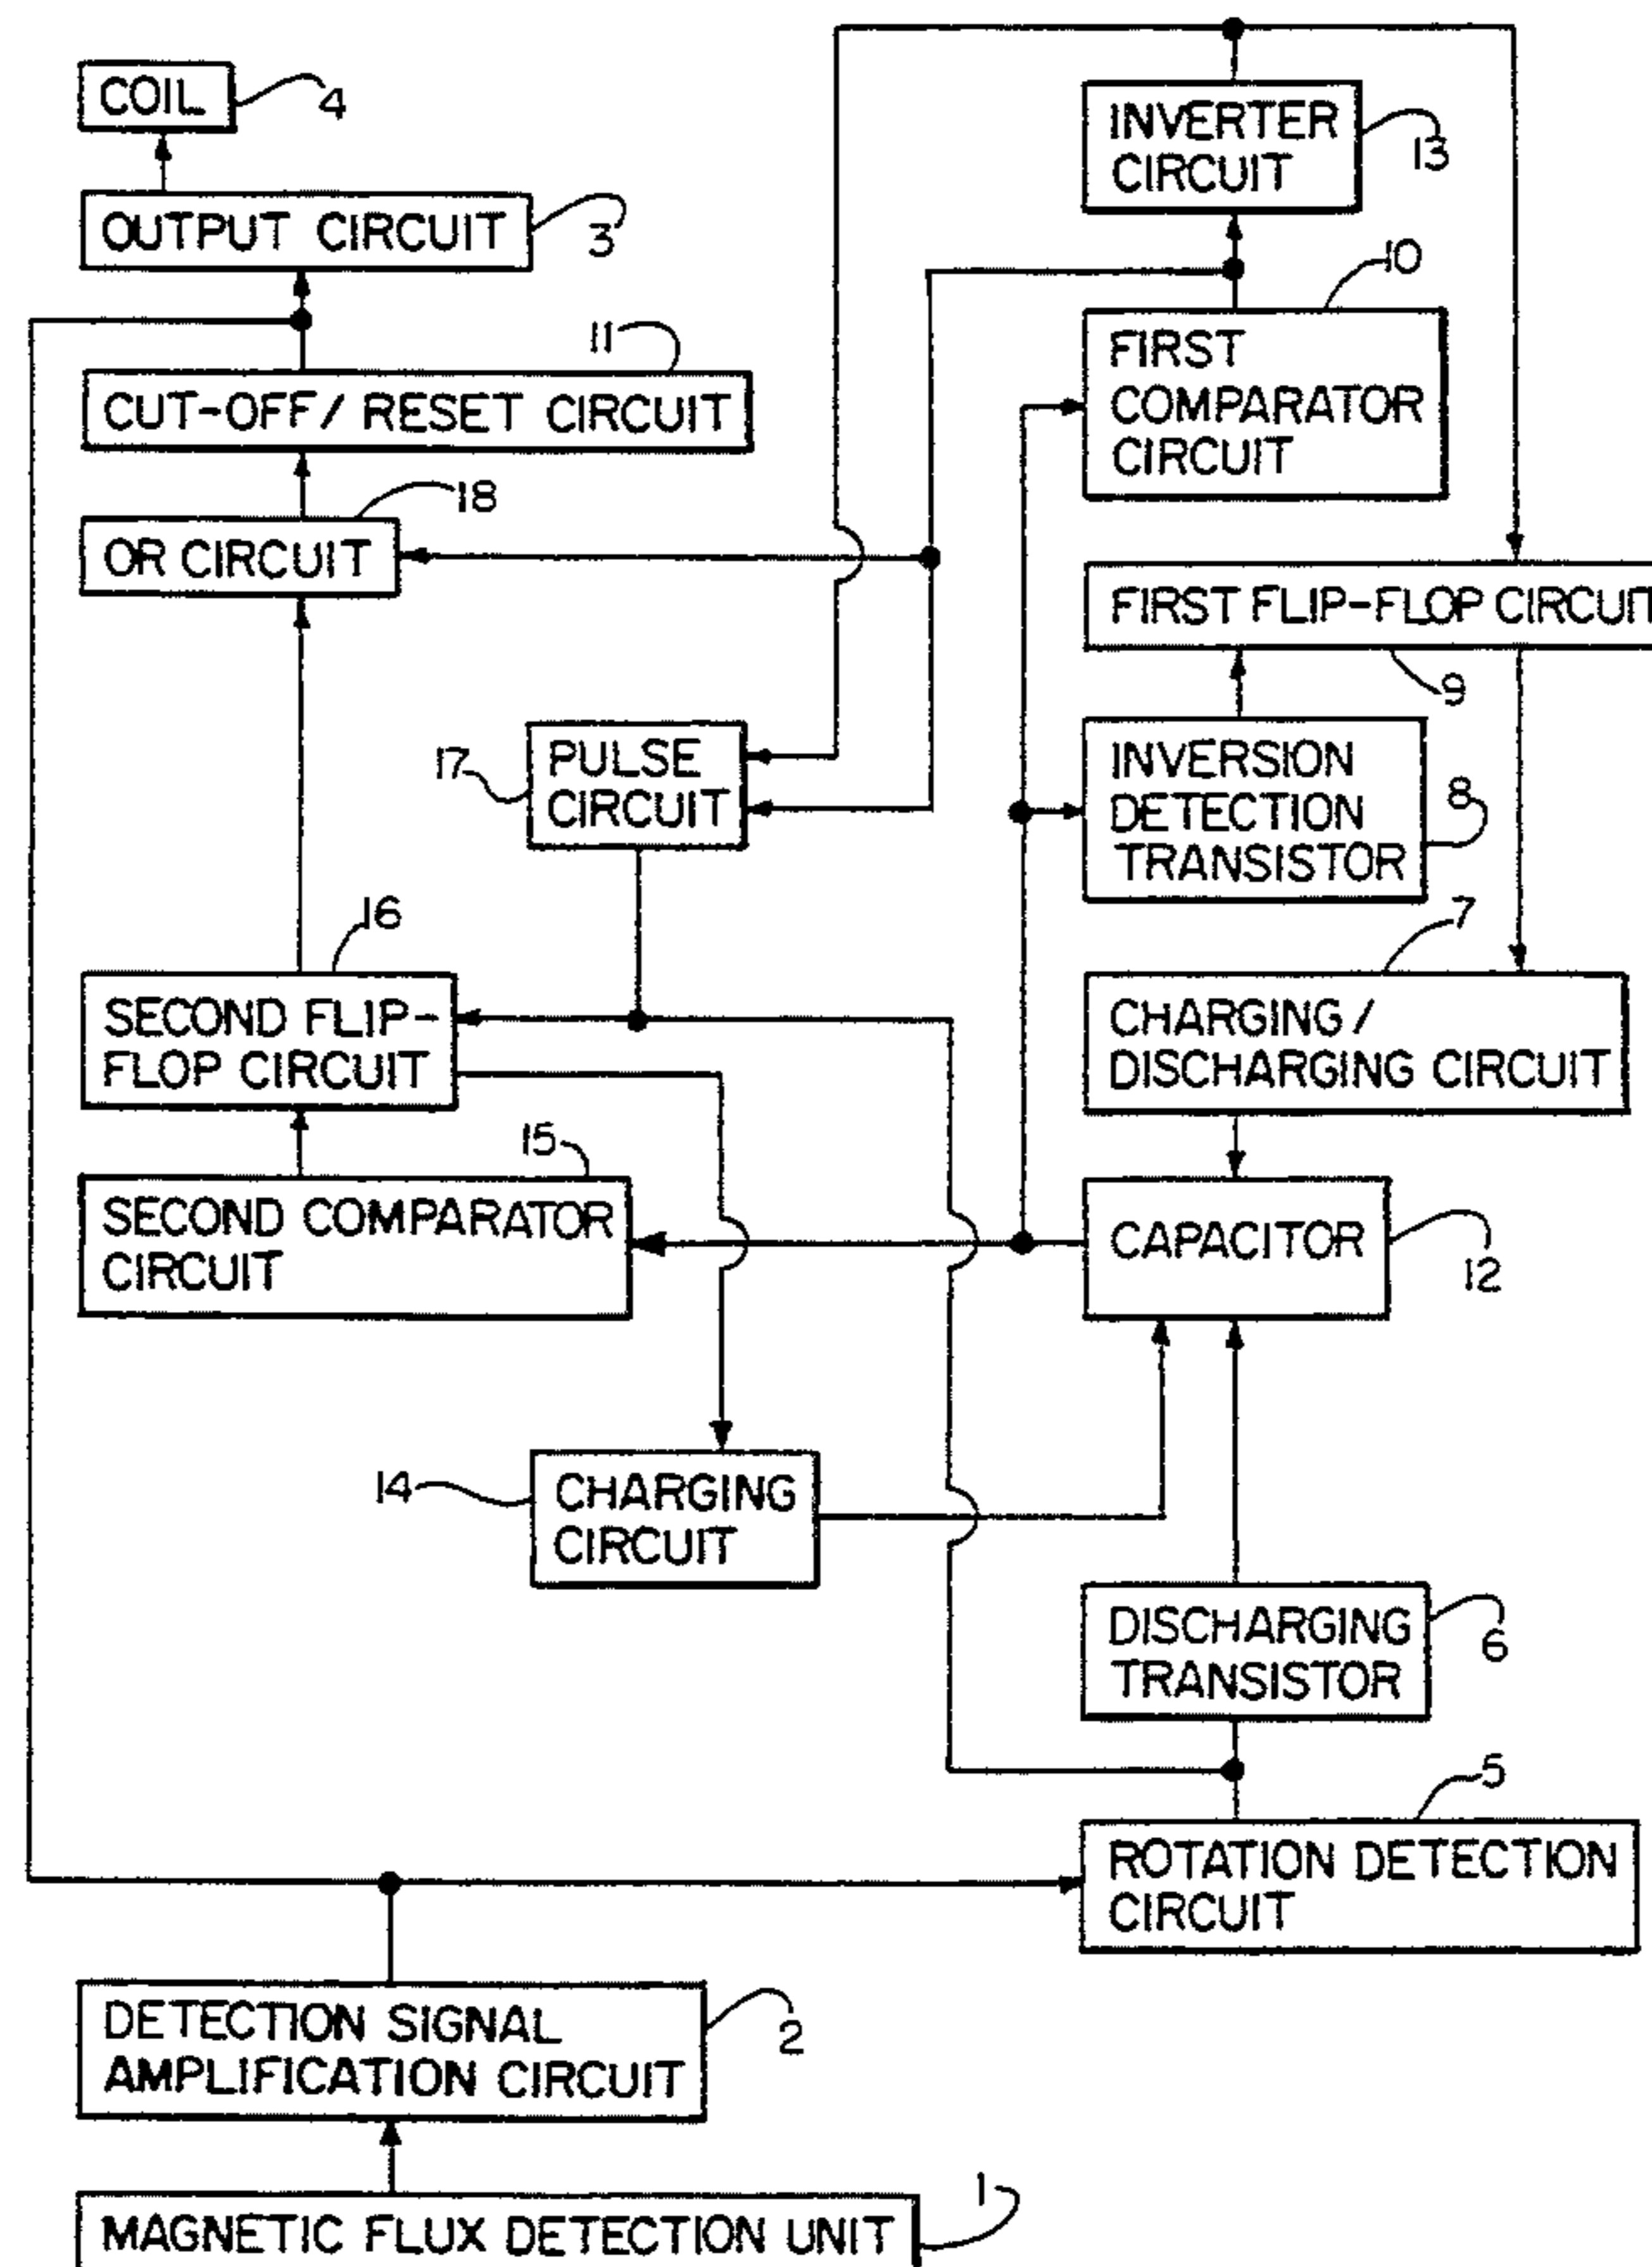 COIL
4
OUTPUT CIRCUIT
3
11
CUT-OFF/ RESET CIRCUIT
18
OR CIRCUIT
17
PULSE
CIRCUIT
16
SECOND FLIP-
FLOP CIRCUIT
15
SECOND COMPARATOR
CIRCUIT
14
CHARGING
CIRCUIT
DETECTION SIGNAL
AMPLIFICATION CIRCUIT
2
MAGNETIC FLUX DETECTION UNIT
1
INVERTER
CIRCUIT
13
10
FIRST
COMPARATOR
CIRCUIT
FIRST FLIP-FLOP CIRCUIT
9
INVERSION
DETECTION
TRANSISTOR
8
7
CHARGING /
DISCHARGING CIRCUIT
CAPACITOR
12
DISCHARGING
TRANSISTOR
6
5
ROTATION DETECTION
CIRCUIT